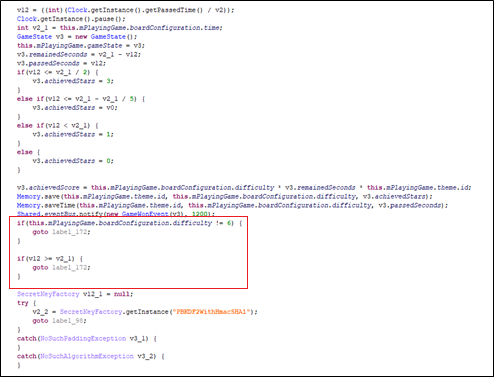 v12 = ((int)(Clock.getInstance().getPassedTime() / v2));
Clock.getInstance().pause();
int v2_1 = this.mPlayingGame.boardConfiguration.time;
GameState v3 = new GameState();
this.mPlayingGame.gameState = v3;
v3.remainedSeconds = v2_1 - v12;
v3.passedSeconds = v12;
if(v12 <= v2_1 / 2) {
v3.achievedStars = 3;
}
else if(v12 <= v2_1 - v2_1 / 5) {
v3.achievedStars = v0;
}
else if(v12 < v2_1) {
v3.achievedStars = 1;
}
else {
v3.achievedStars = 0;
}
v3.achievedScore = this.mPlayingGame.boardConfiguration.difficulty * v3.remainedSeconds * this.mPlayingGame.theme.id;
Memory.save(this.mPlayingGame.theme.id, this.mPlayingGame.boardConfiguration.difficulty, v3.achievedStars);
Memory.saveTime(this.mPlayingGame.theme.id, this.mPlayingGame.boardConfiguration.difficulty, v3.passedSeconds);
Shared.eventBus.notify(new GameWonEvent(v3), 1200);
if(this.mPlayingGame.boardConfiguration.difficulty != 6) {
goto label_172;
}
if(v12 >= v2_1) {
goto label_172;
}
SecretKeyFactory v12_1 = null;
try {
v2_2 = SecretKeyFactory.getInstance("PBKDF2WithHmacSHA1");
goto label_98;
}
catch(NoSuchPaddingException v3_1) {
}
catch(NoSuchAlgorithmException v3_2) {
}